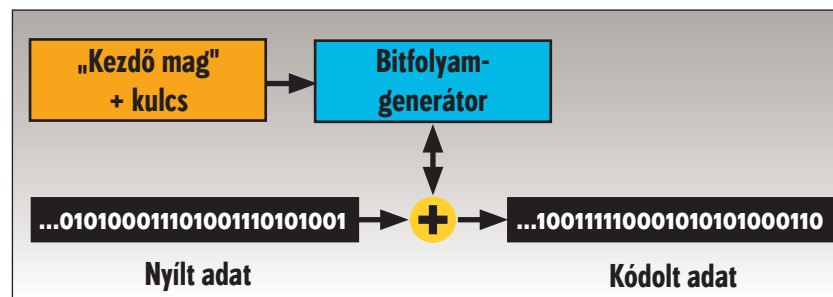 „Kezdő mag"
+ kulcs
Bitfolyam-
generátor
...010100011101001110101001
+
...100111110001010101000110
Nyílt adat
Kódolt adat